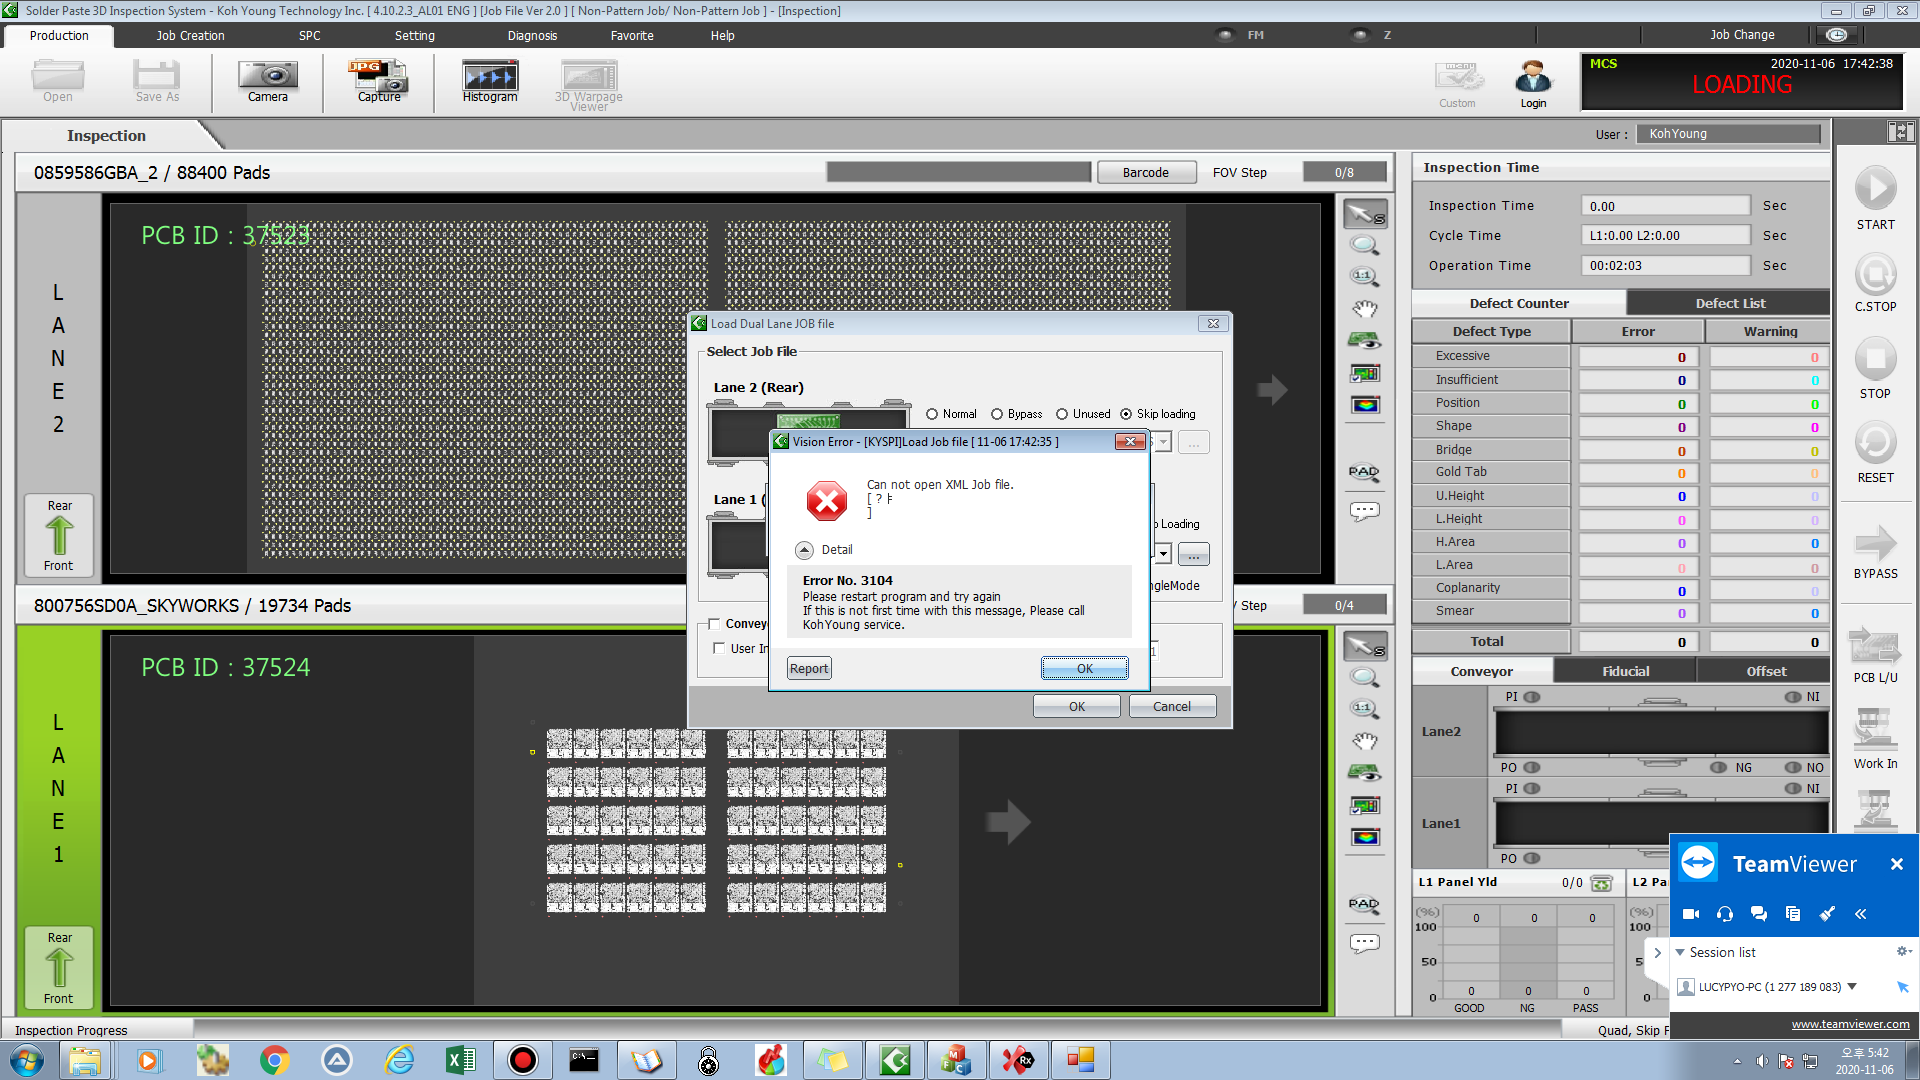 Solder Paste 3D Inspection System - Koh Young Technology Inc. [ 4.10.2.3_AL01 ENG ] [Job File Ver 2.0 ] [ Non-Pattern Job/ Non-Pattern Job ] - [Inspection]
Production Job Creation SPC Setting Diagnosis Favorite Help FM Z Job Change
Open Save As Camera JPG Capture Histogram 3D Warpage Viewer Custom Login
MCS 2020-11-06 17:42:38
LOADING
Inspection
User : KohYoung
0859586GBA_2 / 88400 Pads Barcode FOV Step 0/8
PCB ID : 37523
LANE2
Rear
Front
800756SD0A_SKYWORKS / 19734 Pads Step 0/4
PCB ID : 37524
LANE1
Rear
Front
Load Dual Lane JOB file
Select Job File
Lane 2 (Rear)
Normal Bypass Unused Skip loading
...
Lane 1 (
Loading
...
ngleMode
Convey
User In
1
OK Cancel
Vision Error - [KYSPI]Load Job file [ 11-06 17:42:35 ]
Can not open XML Job file.
[ ? ㅑ
]
Detail
Error No. 3104
Please restart program and try again
If this is not first time with this message, Please call
KohYoung service.
Report OK
S
1:1
PAD
S
1:1
PAD
Inspection Time
Inspection Time 0.00 Sec
Cycle Time L1:0.00 L2:0.00 Sec
Operation Time 00:02:03 Sec
Defect Counter Defect List
Defect Type Error Warning
Excessive 0 0
Insufficient 0 0
Position 0 0
Shape 0 0
Bridge 0 0
Gold Tab 0 0
U.Height 0 0
L.Height 0 0
H.Area 0 0
L.Area 0 0
Coplanarity 0 0
Smear 0 0
Total 0 0
Conveyor Fiducial Offset
PI NI
Lane2
PO NG NO
PI NI
Lane1
PO
L1 Panel Yld 0/0 L2 Pa
(%) 0 0 0 (%)
100 100
50 5
0 0 0 0 0
GOOD NG PASS
START
C.STOP
STOP
RESET
BYPASS
PCB L/U
Work In
TeamViewer
Session list
LUCYPYO-PC (1 277 189 083)
www.teamviewer.com
Inspection Progress Quad, Skip F
오후 5:42
2020-11-06